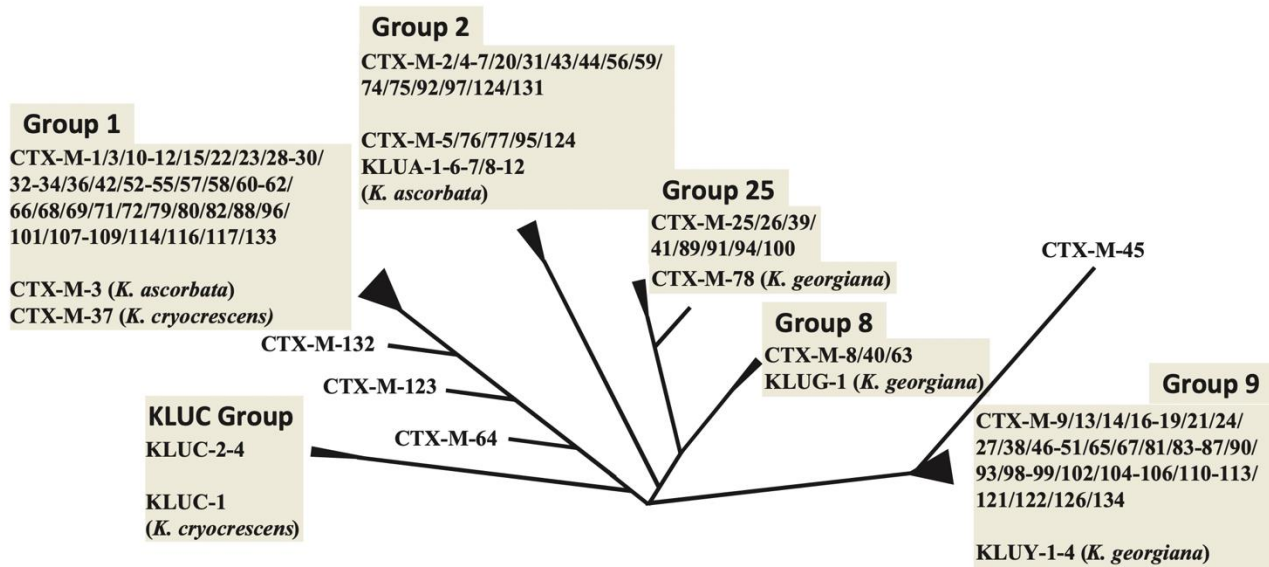 Group 2
CTX-M-2/4-7/20/31/43/44/56/59/
74/75/92/97/124/131
CTX-M-5/76/77/95/124
KLUA-1-6-7/8-12
(K. ascorbata)
Group 1
CTX-M-1/3/10-12/15/22/23/28-30/
32-34/36/42/52-55/57/58/60-62/
66/68/69/71/72/79/80/82/88/96/
101/107-109/114/116/117/133
CTX-M-3 (K. ascorbata)
CTX-M-37 (K. cryocrescens)
Group 25
CTX-M-25/26/39/
41/89/91/94/100
CTX-M-78 (K. georgiana)
CTX-M-45
Group 8
CTX-M-8/40/63
KLUG-1 (K. georgiana)
CTX-M-132
CTX-M-123
CTX-M-64
KLUC Group
KLUC-2-4
KLUC-1
(K. cryocrescens)
Group 9
CTX-M-9/13/14/16-19/21/24/
27/38/46-51/65/67/81/83-87/90/
93/98-99/102/104-106/110-113/
121/122/126/134
KLUY-1-4 (K. georgiana)